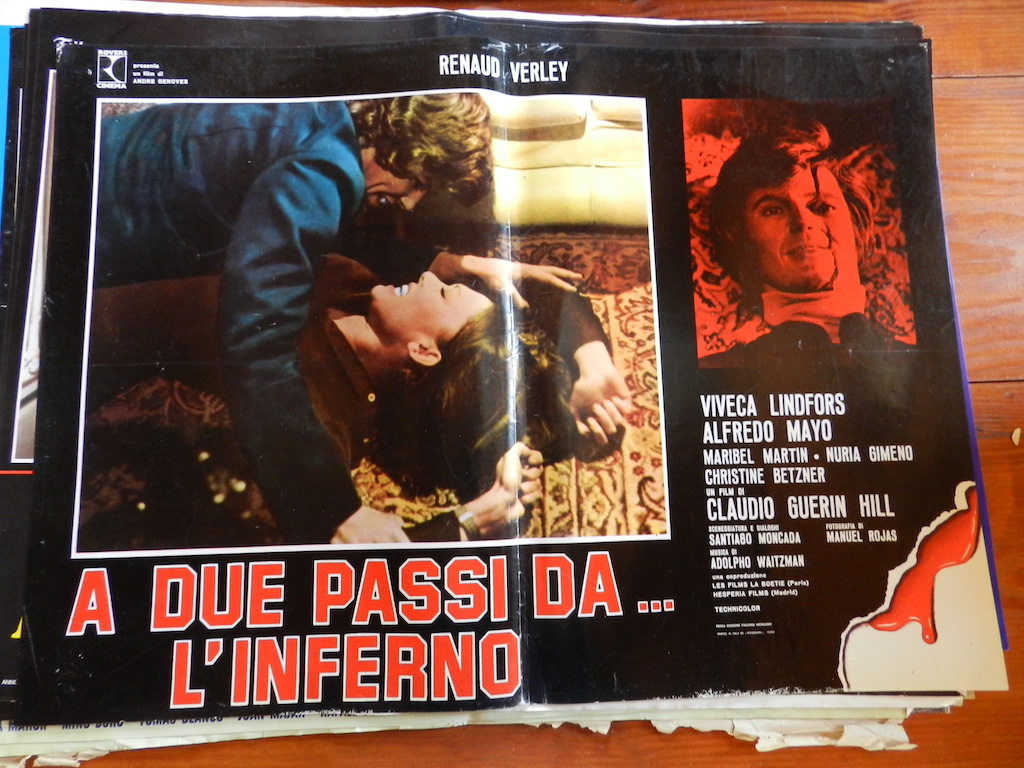 ROVERS
CINEMA
presenta
un film di
ANDRE GENOVES
RENAUD VERLEY
VIVECA LINDFORS
ALFREDO MAYO
MARIBEL MARTIN • NURIA GIMENO
CHRISTINE BETZNER
UN FILM DI
CLAUDIO GUERIN HILL
SCENEGGIATURA E DIALOGHI
SANTIAGO MONCADA
FOTOGRAFIA DI
MANUEL ROJAS
MUSICA DI
ADOLPHO WAITZMAN
una coproduzione
LES FILMS LA BOETIE (Paris)
HESPERIA FILMS (Madrid)
TECHNICOLOR
A DUE PASSI DA ...
L'INFERNO